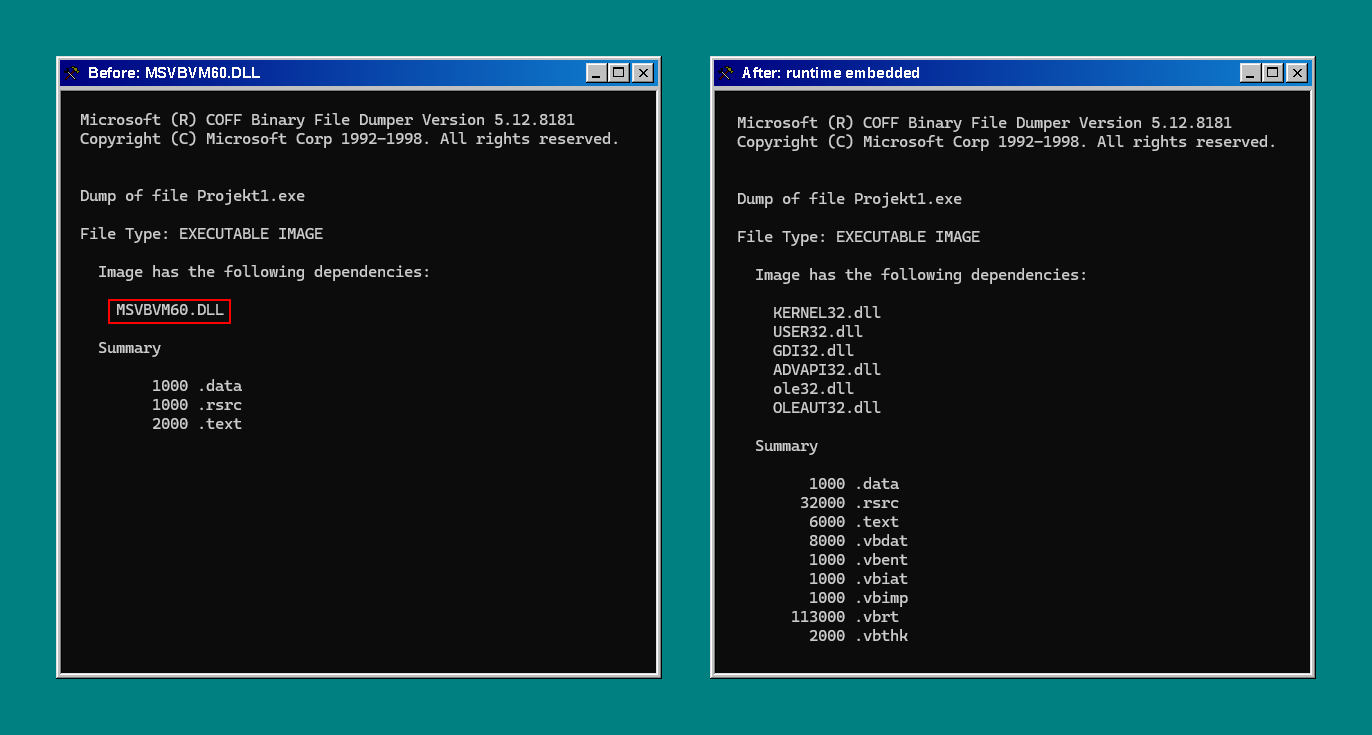 Before: MSVBVM60.DLL
Microsoft (R) COFF Binary File Dumper Version 5.12.8181
Copyright (C) Microsoft Corp 1992-1998. All rights reserved.
Dump of file Projekt1.exe
File Type: EXECUTABLE IMAGE
Image has the following dependencies:
MSVBVM60.DLL
Summary
1000 .data
1000 .rsrc
2000 .text
After: runtime embedded
Microsoft (R) COFF Binary File Dumper Version 5.12.8181
Copyright (C) Microsoft Corp 1992-1998. All rights reserved.
Dump of file Projekt1.exe
File Type: EXECUTABLE IMAGE
Image has the following dependencies:
KERNEL32.dll
USER32.dll
GDI32.dll
ADVAPI32.dll
ole32.dll
OLEAUT32.dll
Summary
1000 .data
32000 .rsrc
6000 .text
8000 .vbdat
1000 .vbent
1000 .vbiat
1000 .vbimp
113000 .vbrt
2000 .vbthk